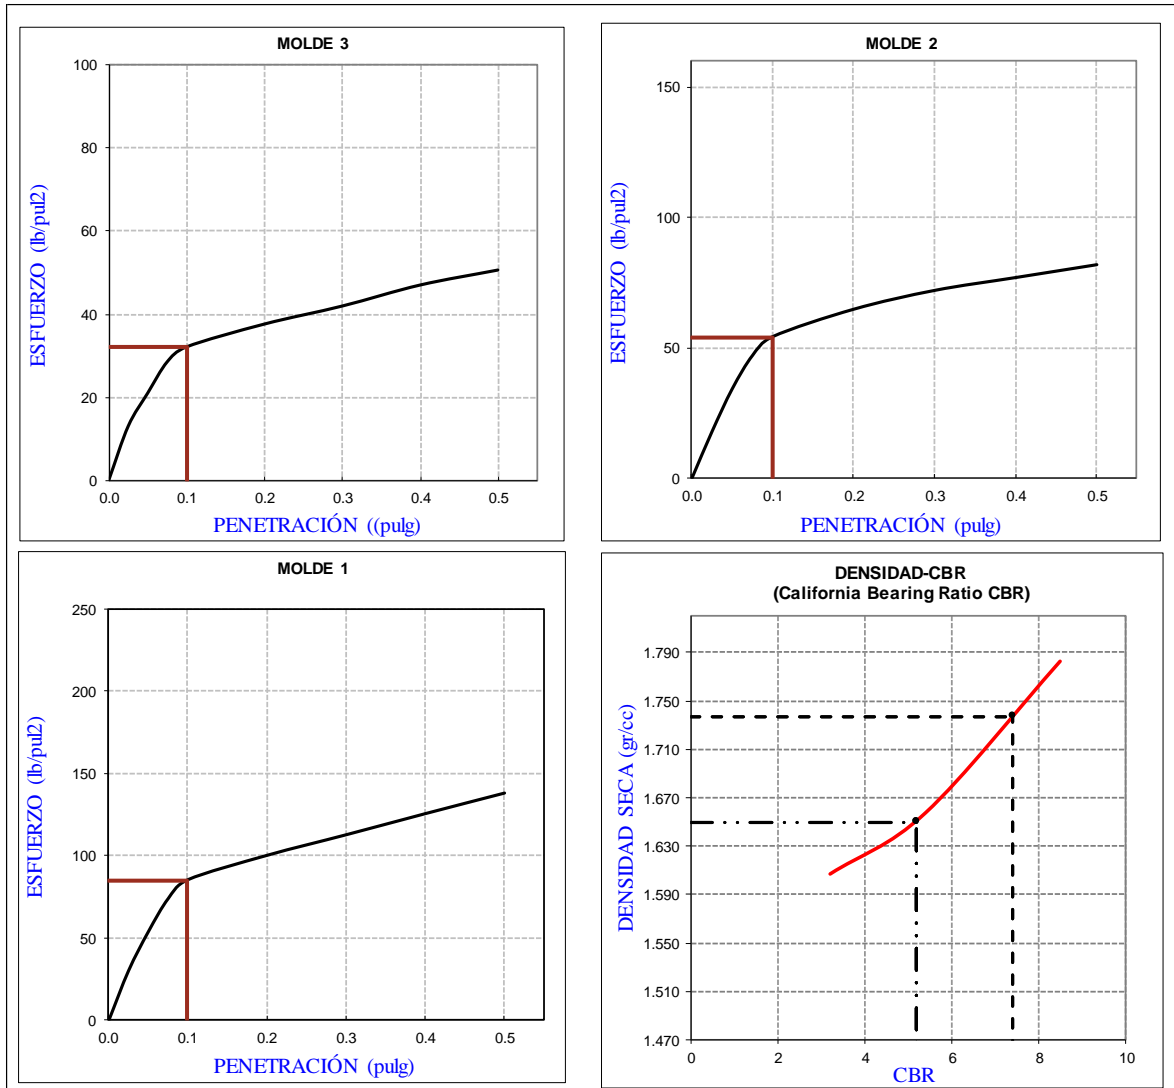 MOLDE 3
100
80
60
40
20
0
ESFUERZO (lb/pul2)
0.0 0.1 0.2 0.3 0.4 0.5
PENETRACIÓN ((pulg)
MOLDE 2
150
100
50
0
ESFUERZO (lb/pul2)
0.0 0.1 0.2 0.3 0.4 0.5
PENETRACIÓN (pulg)
MOLDE 1
250
200
150
100
50
0
ESFUERZO (lb/pul2)
0.0 0.1 0.2 0.3 0.4 0.5
PENETRACIÓN (pulg)
DENSIDAD-CBR
(California Bearing Ratio CBR)
1.790
1.750
1.710
1.670
1.630
1.590
1.550
1.510
1.470
DENSIDAD SECA (gr/cc)
0 2 4 6 8 10
CBR